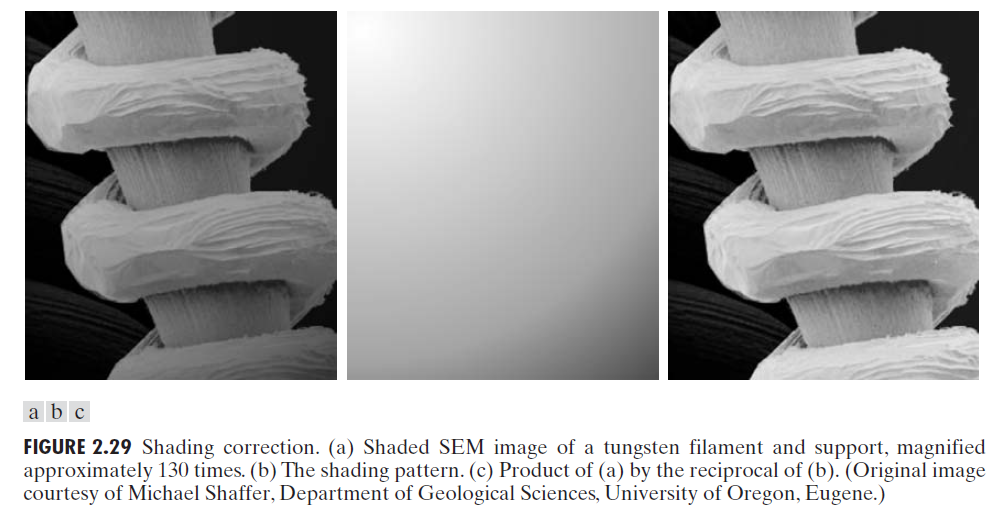 a b c
FIGURE 2.29 Shading correction. (a) Shaded SEM image of a tungsten filament and support, magnified
approximately 130 times. (b) The shading pattern. (c) Product of (a) by the reciprocal of (b). (Original image
courtesy of Michael Shaffer, Department of Geological Sciences, University of Oregon, Eugene.)